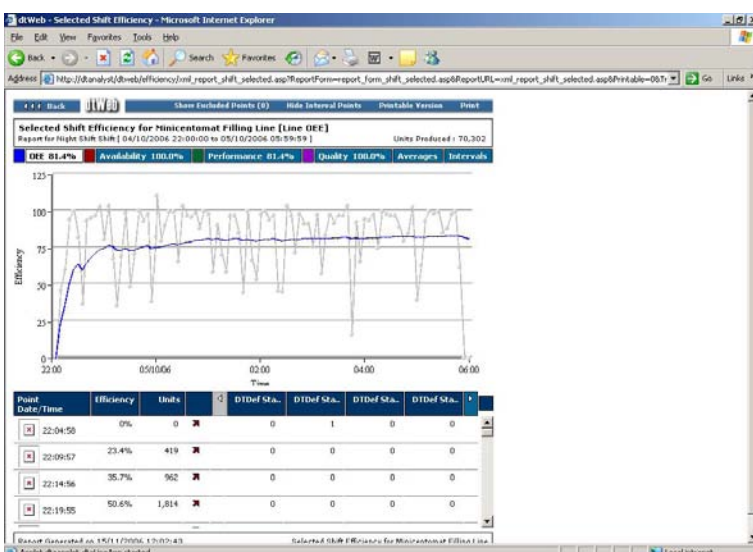 dtWeb - Selected Shift Efficiency - Microsoft Internet Explorer
File Edit View Favorites Tools Help
Back Search Favorites
Address http://dtanalyst/dtweb/efficiency/xml_report_shift_selected.asp?ReportForm=report_form_shift_selected.asp&ReportURL=xml_report_shift_selected.asp&Printable=0&Tr Go Links
Back dtWeb Show Excluded Points (0) Hide Interval Points Printable Version Print
Selected Shift Efficiency for Minicentomat Filling Line [Line OEE]
Report for Night Shift Shift [ 04/10/2006 22:00:00 to 05/10/2006 05:59:59 ] Units Produced : 70,302
OEE 81.4% Availability 100.0% Performance 81.4% Quality 100.0% Averages Intervals
125
100
75
50
25
0
Efficiency
22:00 05/10/06 02:00 04:00 06:00
Time
Point Date/Time Efficiency Units DTDef Sta.. DTDef Sta.. DTDef Sta.. DTDef Sta..
22:04:58 0% 0 0 1 0 0
22:09:57 23.4% 419 0 0 0 0
22:14:56 35.7% 962 0 0 0 0
22:19:55 50.6% 1,814 0 0 0 0
Report Generated on 15/11/2006 12:02:43 Selected Shift Efficiency for Minicentomat Filling Line
Local intranet